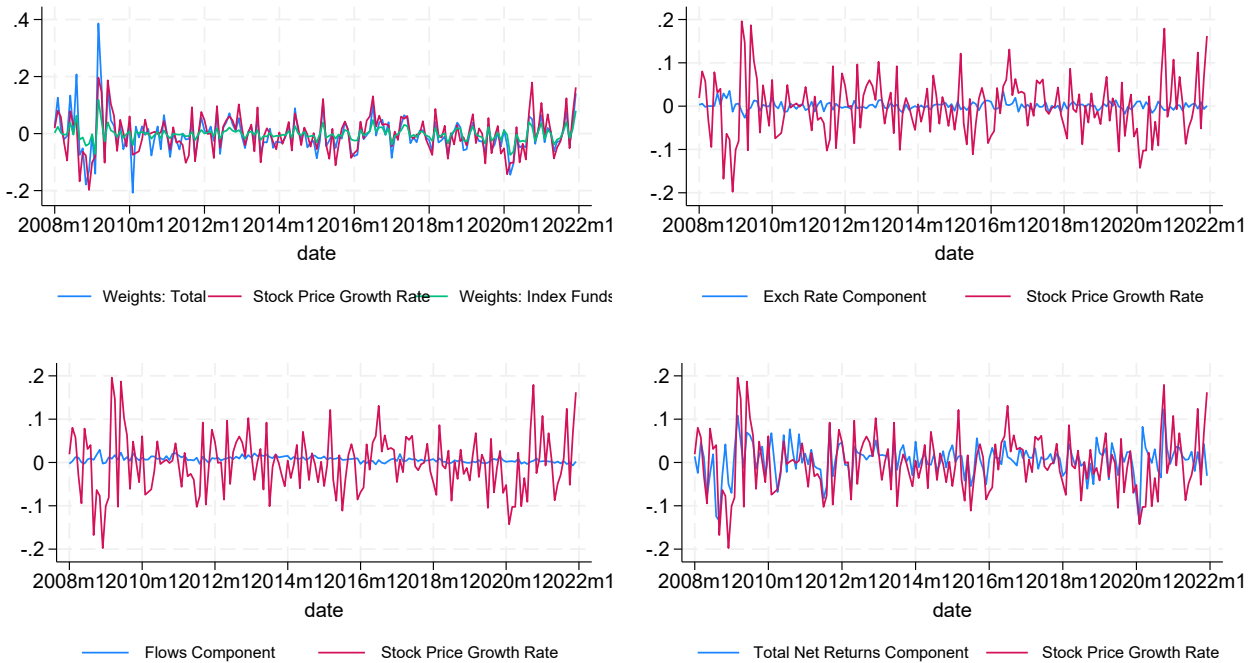 .4
.2
0
-.2
2008m1 2010m1 2012m1 2014m1 2016m1 2018m1 2020m1 2022m1
date
Weights: Total Stock Price Growth Rate Weights: Index Funds
.2
.1
0
-.1
-.2
2008m1 2010m1 2012m1 2014m1 2016m1 2018m1 2020m1 2022m1
date
Exch Rate Component Stock Price Growth Rate
.2
.1
0
-.1
-.2
2008m1 2010m1 2012m1 2014m1 2016m1 2018m1 2020m1 2022m1
date
Flows Component Stock Price Growth Rate
.2
.1
0
-.1
-.2
2008m1 2010m1 2012m1 2014m1 2016m1 2018m1 2020m1 2022m1
date
Total Net Returns Component Stock Price Growth Rate